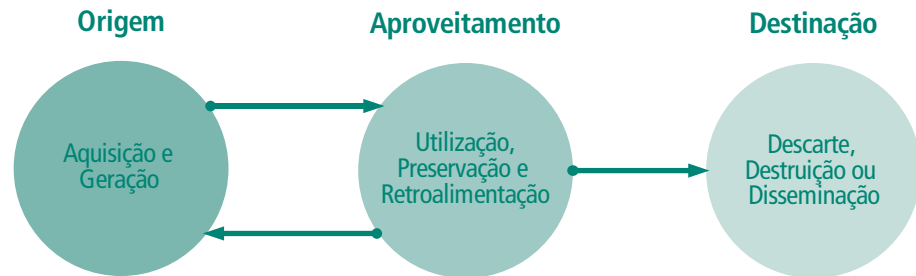 Origem
Aproveitamento
Destinação
Aquisição e
Geração
Utilização,
Preservação e
Retroalimentação
Descarte,
Destruição ou
Disseminação